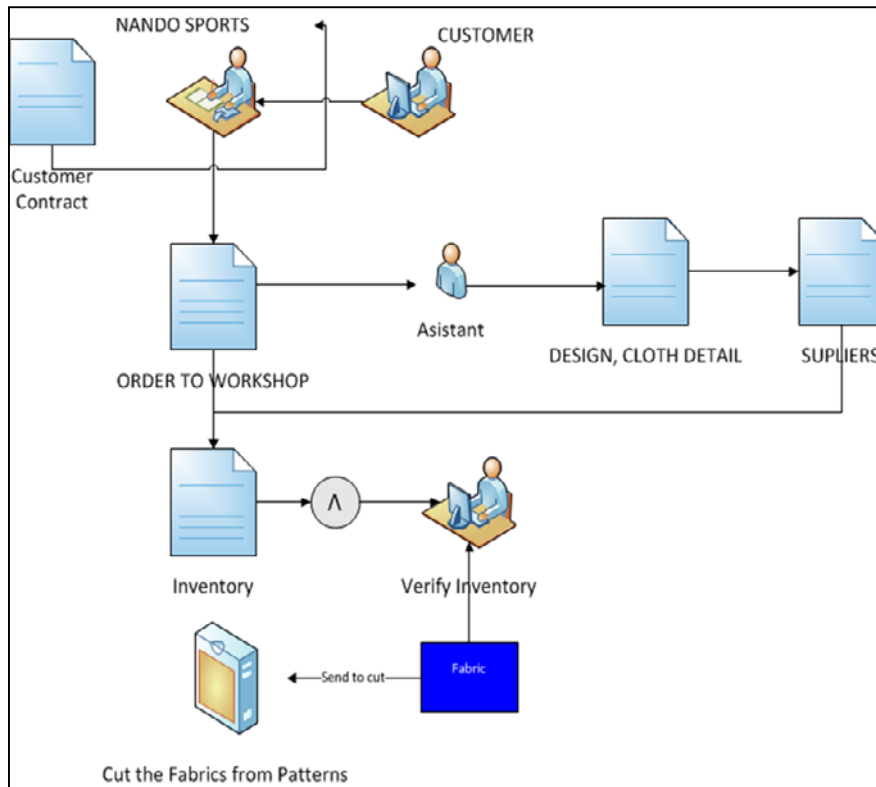 NANDO SPORTS
CUSTOMER
Customer
Contract
Asistant
DESIGN, CLOTH DETAIL
SUPLIERS
ORDER TO WORKSHOP
Λ
Inventory
Verify Inventory
Fabric
Send to cut
Cut the Fabrics from Patterns